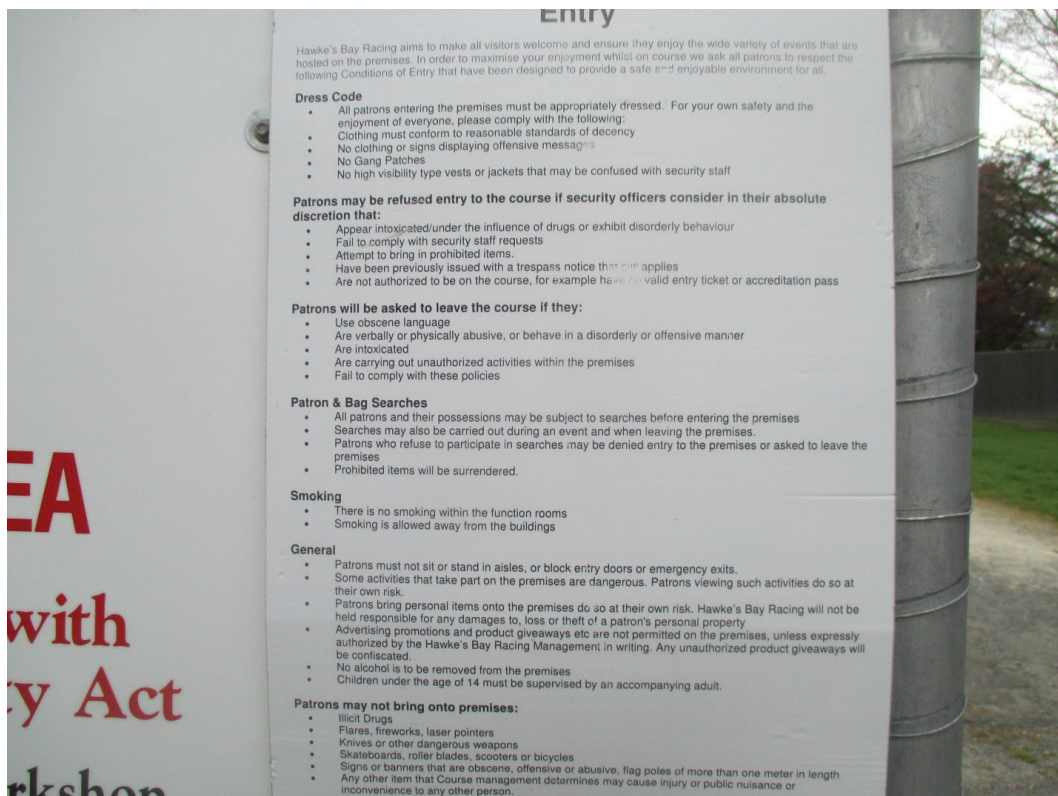 Entry
Hawke's Bay Racing aims to make all visitors welcome and ensure they enjoy the wide variety of events that are
hosted on the premises. In order to maximise your enjoyment whilst on course we ask all patrons to respect the
following Conditions of Entry that have been designed to provide a safe and enjoyable environment for all.
Dress Code
• All patrons entering the premises must be appropriately dressed. For your own safety and the
enjoyment of everyone, please comply with the following:
• Clothing must conform to reasonable standards of decency
• No clothing or signs displaying offensive messages
• No Gang Patches
• No high visibility type vests or jackets that may be confused with security staff
Patrons may be refused entry to the course if security officers consider in their absolute
discretion that:
• Appear intoxicated/under the influence of drugs or exhibit disorderly behaviour
• Fail to comply with security staff requests
• Attempt to bring in prohibited items.
• Have been previously issued with a trespass notice that still applies
• Are not authorized to be on the course, for example have no valid entry ticket or accreditation pass
Patrons will be asked to leave the course if they:
• Use obscene language
• Are verbally or physically abusive, or behave in a disorderly or offensive manner
• Are intoxicated
• Are carrying out unauthorized activities within the premises
• Fail to comply with these policies
Patron & Bag Searches
• All patrons and their possessions may be subject to searches before entering the premises
• Searches may also be carried out during an event and when leaving the premises.
• Patrons who refuse to participate in searches may be denied entry to the premises or asked to leave the
premises
• Prohibited items will be surrendered.
Smoking
• There is no smoking within the function rooms
• Smoking is allowed away from the buildings
General
• Patrons must not sit or stand in aisles, or block entry doors or emergency exits.
• Some activities that take part on the premises are dangerous. Patrons viewing such activities do so at
their own risk.
• Patrons bring personal items onto the premises do so at their own risk. Hawke's Bay Racing will not be
held responsible for any damages to, loss or theft of a patron's personal property
• Advertising promotions and product giveaways etc are not permitted on the premises, unless expressly
authorized by the Hawke's Bay Racing Management in writing. Any unauthorized product giveaways will
be confiscated.
• No alcohol is to be removed from the premises
• Children under the age of 14 must be supervised by an accompanying adult.
Patrons may not bring onto premises:
• Illicit Drugs
• Flares, fireworks, laser pointers
• Knives or other dangerous weapons
• Skateboards, roller blades, scooters or bicycles
• Signs or banners that are obscene, offensive or abusive, flag poles of more than one meter in length
• Any other item that Course management determines may cause injury or public nuisance or
inconvenience to any other person.
EA
with
ty Act
rkshop